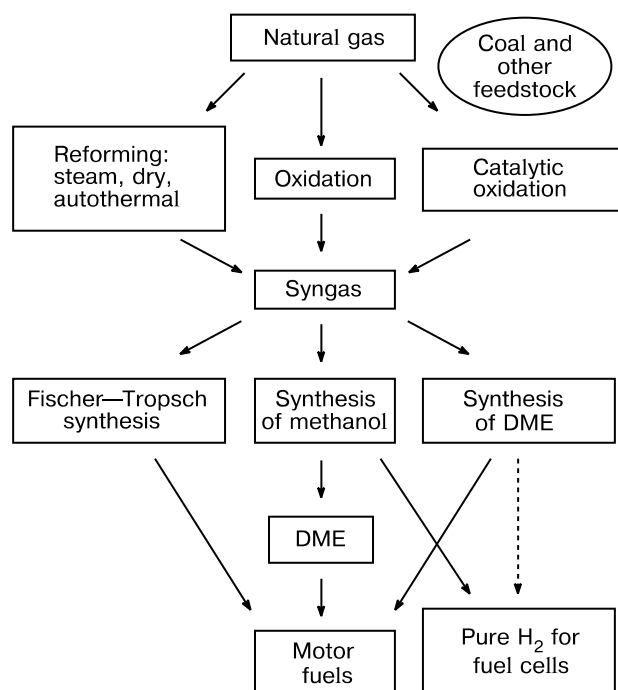 Natural gas
Coal and
other
feedstock
Reforming:
steam, dry,
autothermal
Oxidation
Catalytic
oxidation
Syngas
Fischer—Tropsch
synthesis
Synthesis
of methanol
Synthesis
of DME
DME
Motor
fuels
Pure H₂ for
fuel cells